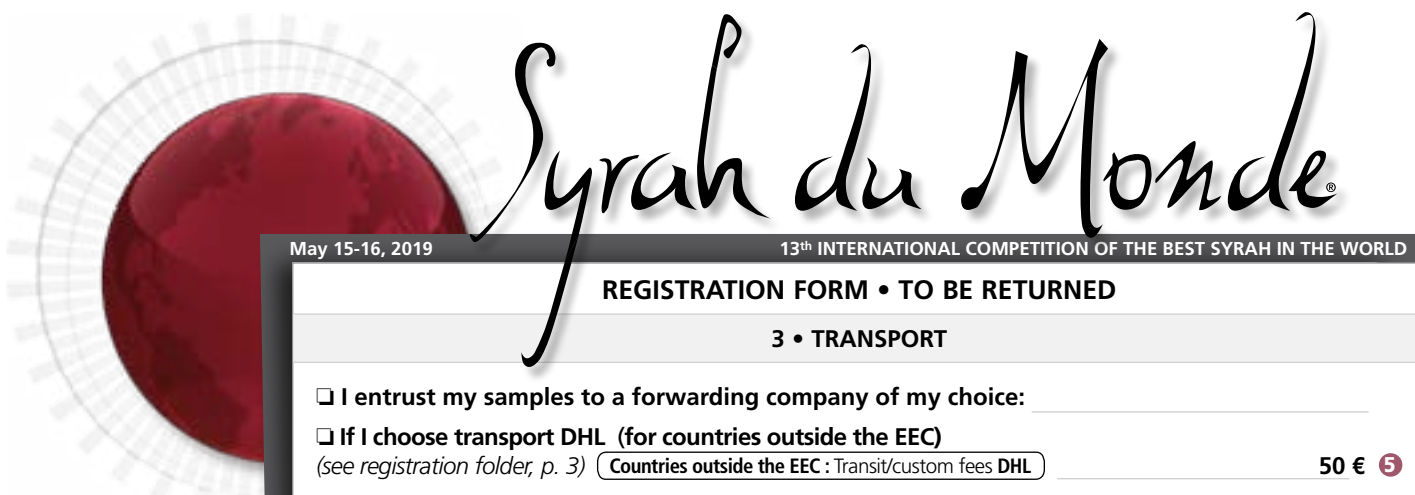 Syrah du Monde®
May 15-16, 2019 13th INTERNATIONAL COMPETITION OF THE BEST SYRAH IN THE WORLD
REGISTRATION FORM • TO BE RETURNED
3 • TRANSPORT
❏ I entrust my samples to a forwarding company of my choice:
❏ If I choose transport DHL (for countries outside the EEC)
(see registration folder, p. 3) Countries outside the EEC : Transit/custom fees DHL 50 € 5